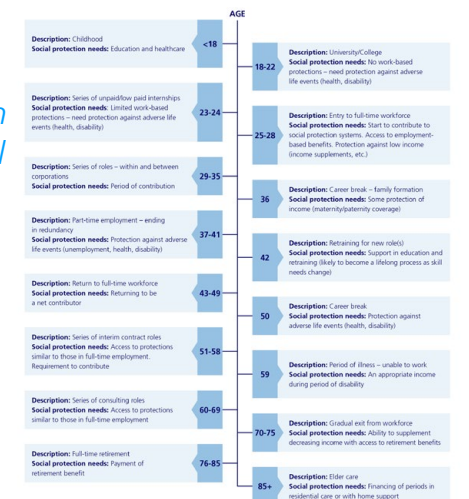 AGE
Description: Childhood
Social protection needs: Education and healthcare
<18
18-22
Description: University/College
Social protection needs: No work-based
protections – need protection against adverse
life events (health, disability)
Description: Series of unpaid/low paid internships
Social protection needs: Limited work-based
protections – need protection against adverse life
events (health, disability)
23-24
25-28
Description: Entry to full-time workforce
Social protection needs: Start to contribute to
social protection systems. Access to employment-
based benefits. Protection against low income
(income supplements, etc.)
Description: Series of roles – within and between
corporations
Social protection needs: Period of contribution
29-35
36
Description: Career break – family formation
Social protection needs: Some protection of
income (maternity/paternity coverage)
Description: Part-time employment – ending
in redundancy
Social protection needs: Protection against adverse
life events (unemployment, health, disability)
37-41
42
Description: Retraining for new role(s)
Social protection needs: Support in education and
retraining (likely to become a lifelong process as skill
needs change)
Description: Return to full-time workforce
Social protection needs: Returning to be
a net contributor
43-49
50
Description: Career break
Social protection needs: Protection against
adverse life events (health, disability)
Description: Series of interim contract roles
Social protection needs: Access to protections
similar to those in full-time employment.
Requirement to contribute
51-58
59
Description: Period of illness – unable to work
Social protection needs: An appropriate income
during period of disability
Description: Series of consulting roles
Social protection needs: Access to protections
similar to those in full-time employment
60-69
70-75
Description: Gradual exit from workforce
Social protection needs: Ability to supplement
decreasing income with access to retirement benefits
Description: Full-time retirement
Social protection needs: Payment of
retirement benefit
76-85
85+
Description: Elder care
Social protection needs: Financing of periods in
residential care or with home support